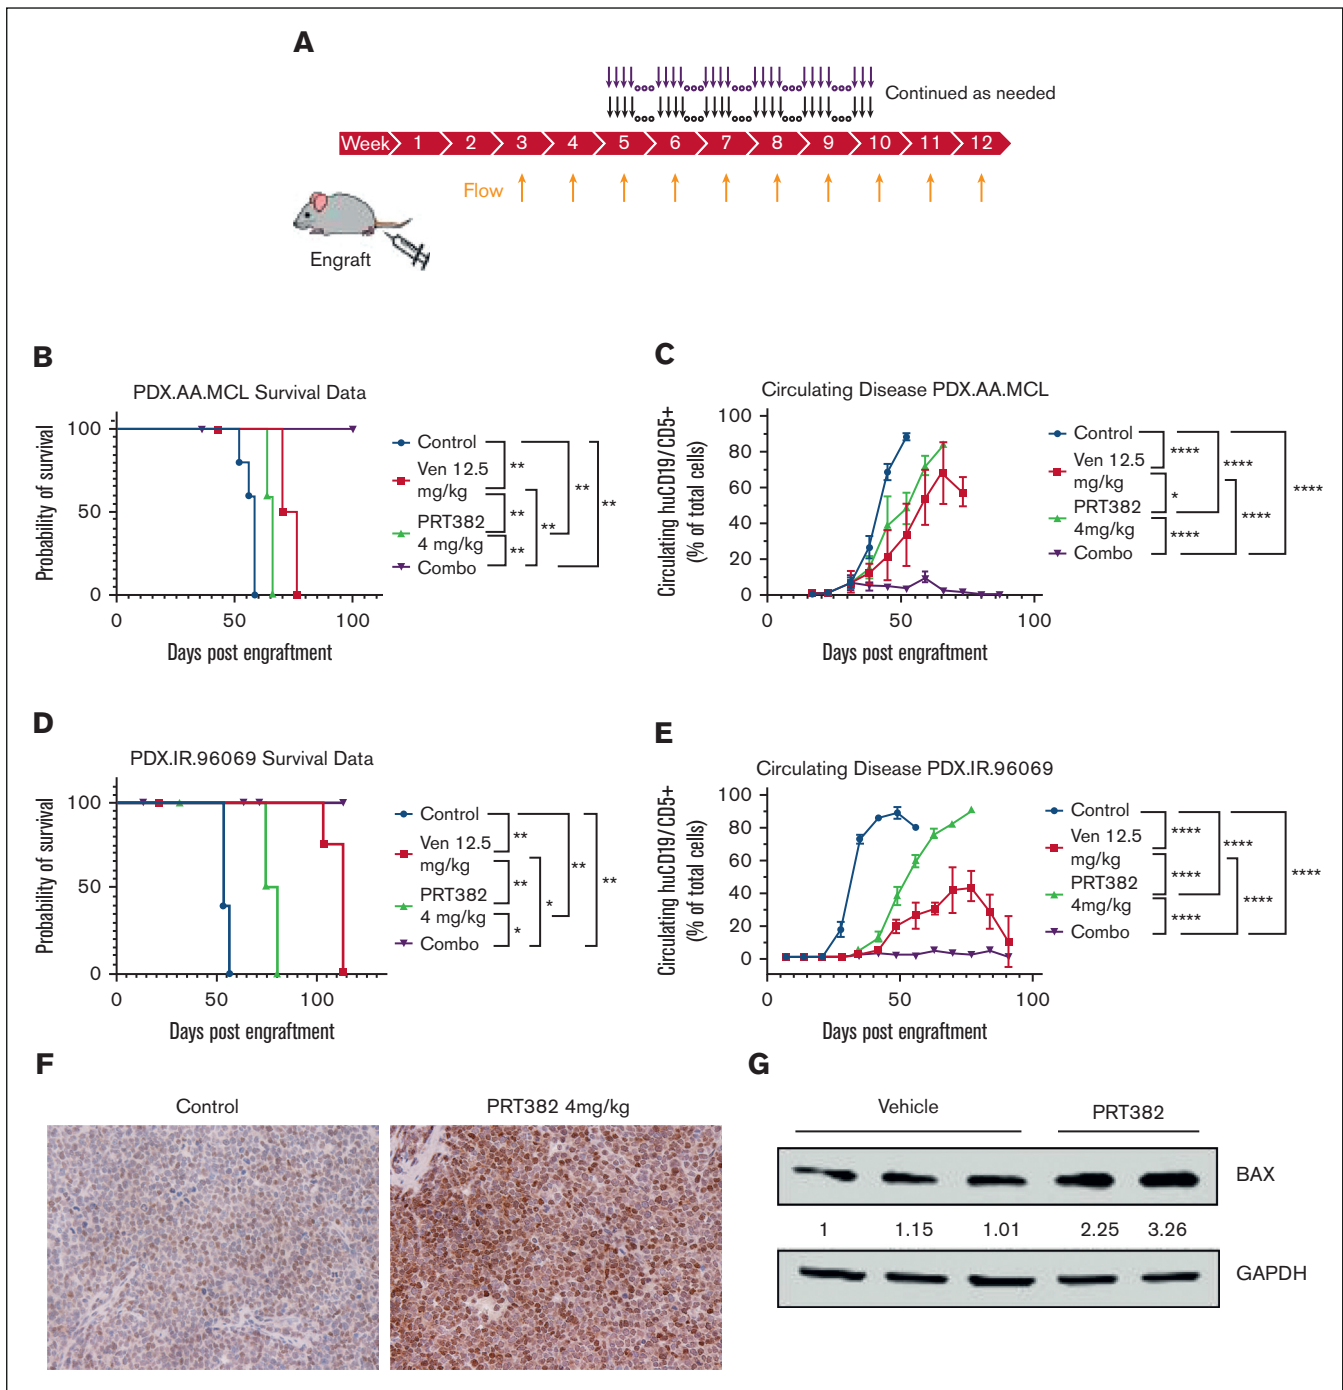 A
Continued as needed
Week 1 2 3 4 5 6 7 8 9 10 11 12
Flow
Engraft
B
PDX.AA.MCL Survival Data
Probability of survival
100
50
0
0 50 100
Days post engraftment
Control
Ven 12.5
mg/kg
PRT382
4 mg/kg
Combo
**
**
**
**
**
**
C
Circulating Disease PDX.AA.MCL
Circulating huCD19/CD5+
(% of total cells)
100
80
60
40
20
0
0 50 100
Days post engraftment
Control
Ven 12.5
mg/kg
PRT382
4mg/kg
Combo
****
*
****
****
****
****
D
PDX.IR.96069 Survival Data
Probability of survival
100
50
0
0 50 100
Days post engraftment
Control
Ven 12.5
mg/kg
PRT382
4 mg/kg
Combo
**
**
*
*
**
**
E
Circulating Disease PDX.IR.96069
Circulating huCD19/CD5+
(% of total cells)
100
80
60
40
20
0
0 50 100
Days post engraftment
Control
Ven 12.5
mg/kg
PRT382
4mg/kg
Combo
****
****
****
****
****
****
F
Control
PRT382 4mg/kg
G
Vehicle
PRT382
BAX
1 1.15 1.01 2.25 3.26
GAPDH